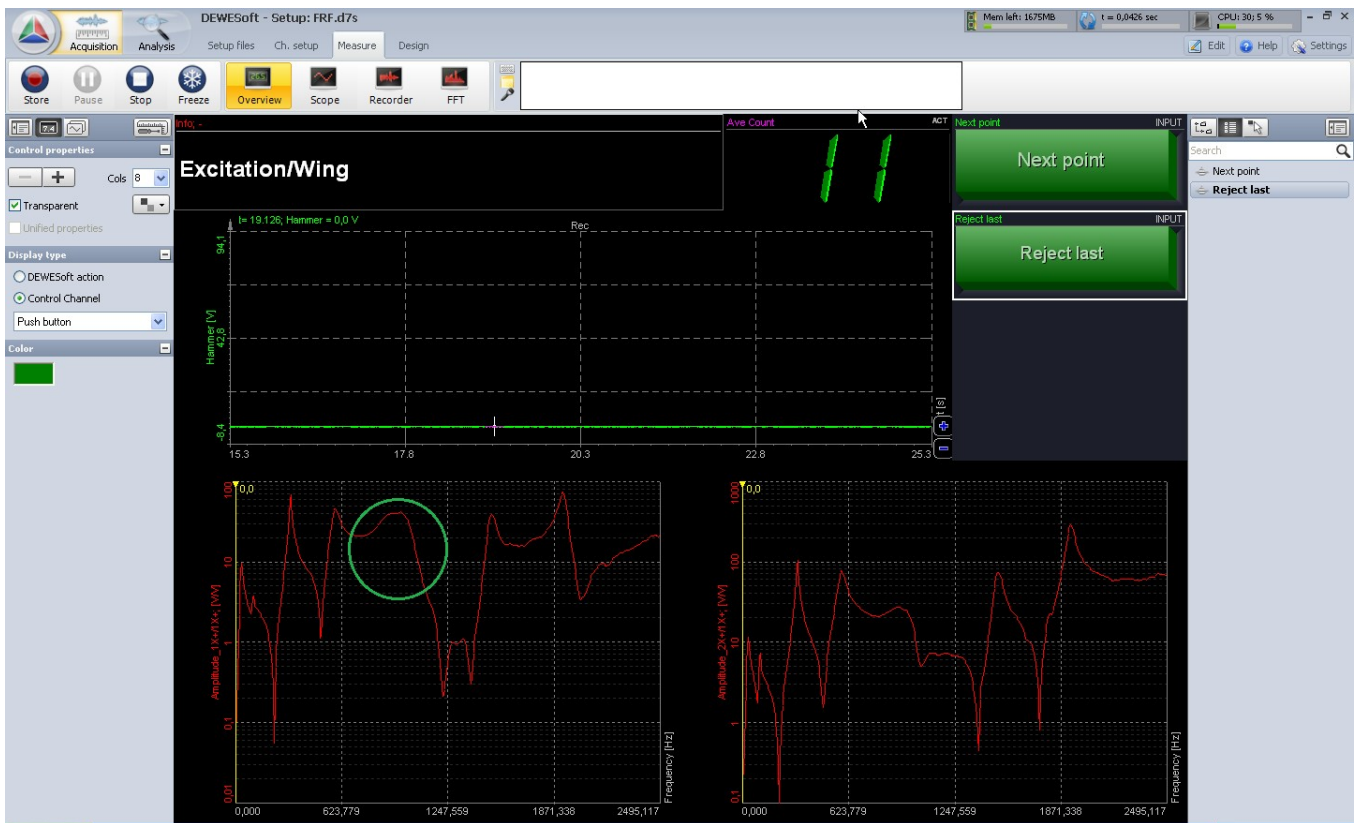 DEWESoft - Setup: FRF.d7s
Mem left: 1675MB
t = 0,0426 sec
CPU: 30; 5 %
Acquisition
Analysis
Setup files
Ch. setup
Measure
Design
Edit
Help
Settings
Store
Pause
Stop
Freeze
Overview
Scope
Recorder
FFT
Control properties
Cols
8
Transparent
Unified properties
Display type
DEWESoft action
Control Channel
Push button
Color
Info; -
Excitation/Wing
Ave Count
ACT
11
Next point
INPUT
Next point
Reject last
INPUT
Reject last
Search
Next point
Reject last
t= 19.126; Hammer = 0,0 V
Rec
94,1
Hammer [V]
42,8
-8,4
t [s]
15.3
17.8
20.3
22.8
25.3
100
0,0
10
Amplitude_1X+/1X+; [V/V]
1
0,1
0,01
Frequency [Hz]
0,000
623,779
1247,559
1871,338
2495,117
1000
0,0
100
Amplitude_2X+/1X+; [V/V]
10
1
0,1
Frequency [Hz]
0,000
623,779
1247,559
1871,338
2495,117